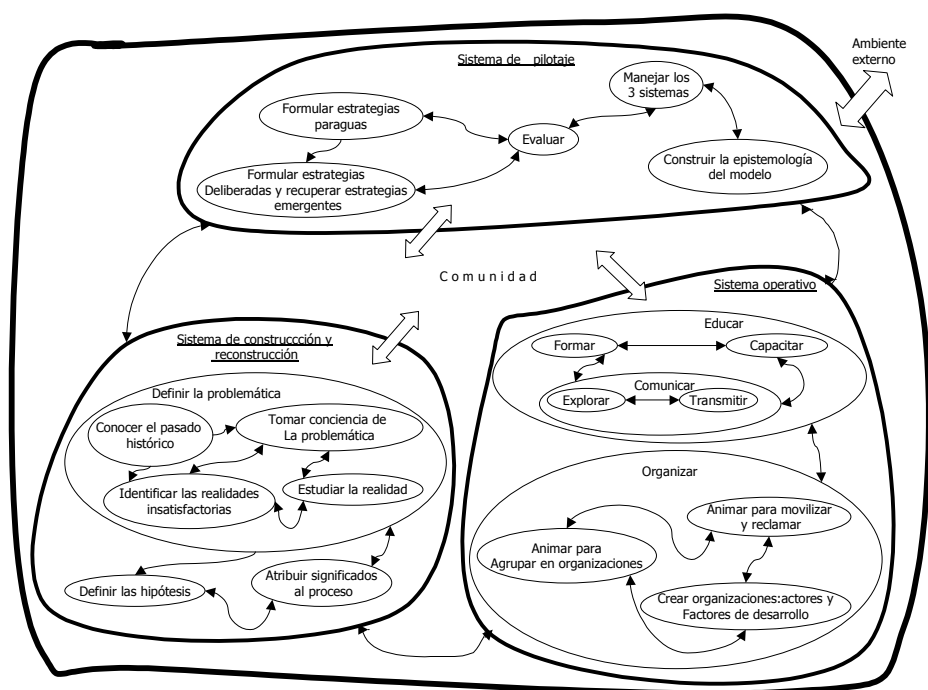 Ambiente
externo
Sistema de pilotaje
Manejar los
3 sistemas
Formular estrategias
paraguas
Evaluar
Construir la epistemología
del modelo
Formular estrategias
Deliberadas y recuperar estrategias
emergentes
Comunidad
Sistema operativo
Educar
Formar
Capacitar
Comunicar
Explorar
Transmitir
Organizar
Animar para movilizar
y reclamar
Animar para
Agrupar en organizaciones
Crear organizaciones:actores y
Factores de desarrollo
Sistema de construccción y
reconstrucción
Definir la problemática
Conocer el pasado
histórico
Tomar conciencia de
La problemática
Identificar las realidades
insatisfactorias
Estudiar la realidad
Definir las hipótesis
Atribuir significados
al proceso